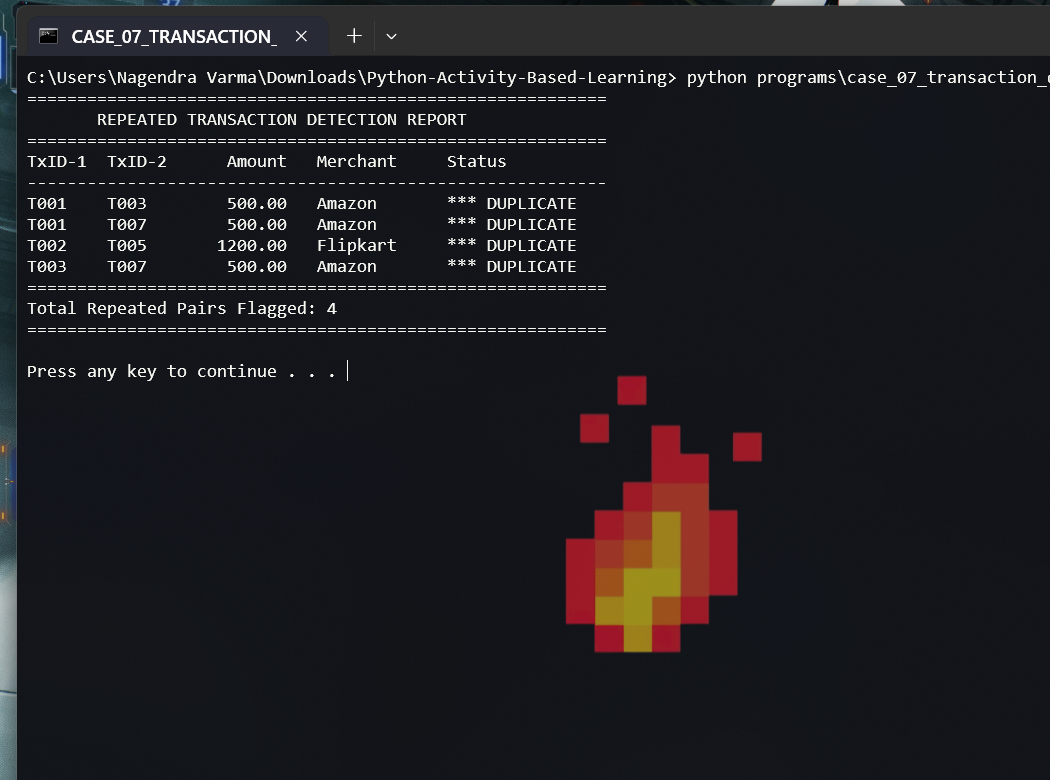 CASE_07_TRANSACTION_
C:\Users\Nagendra Varma\Downloads\Python-Activity-Based-Learning> python programs\case_07_transaction_
==========================================================
       REPEATED TRANSACTION DETECTION REPORT
==========================================================
TxID-1  TxID-2      Amount   Merchant     Status
----------------------------------------------------------
T001    T003        500.00   Amazon       *** DUPLICATE
T001    T007        500.00   Amazon       *** DUPLICATE
T002    T005       1200.00   Flipkart     *** DUPLICATE
T003    T007        500.00   Amazon       *** DUPLICATE
==========================================================
Total Repeated Pairs Flagged: 4
==========================================================
Press any key to continue . . .